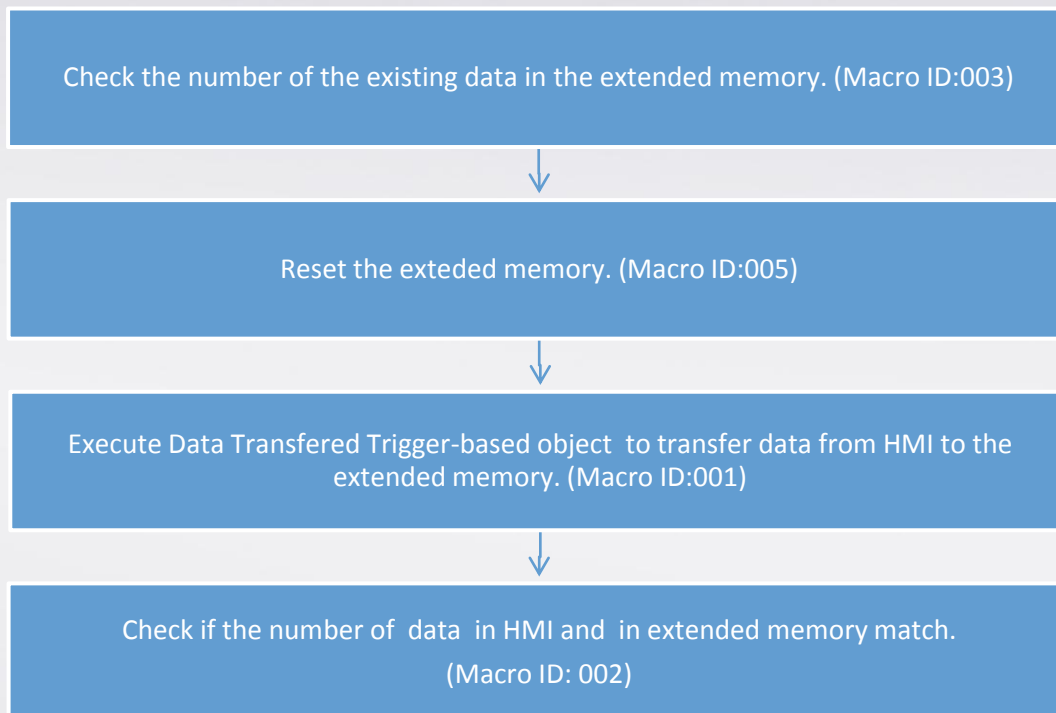 Check the number of the existing data in the extended memory. (Macro ID:003)
Reset the exteded memory. (Macro ID:005)
Execute Data Transfered Trigger-based object to transfer data from HMI to the
extended memory. (Macro ID:001)
Check if the number of data in HMI and in extended memory match.
(Macro ID: 002)